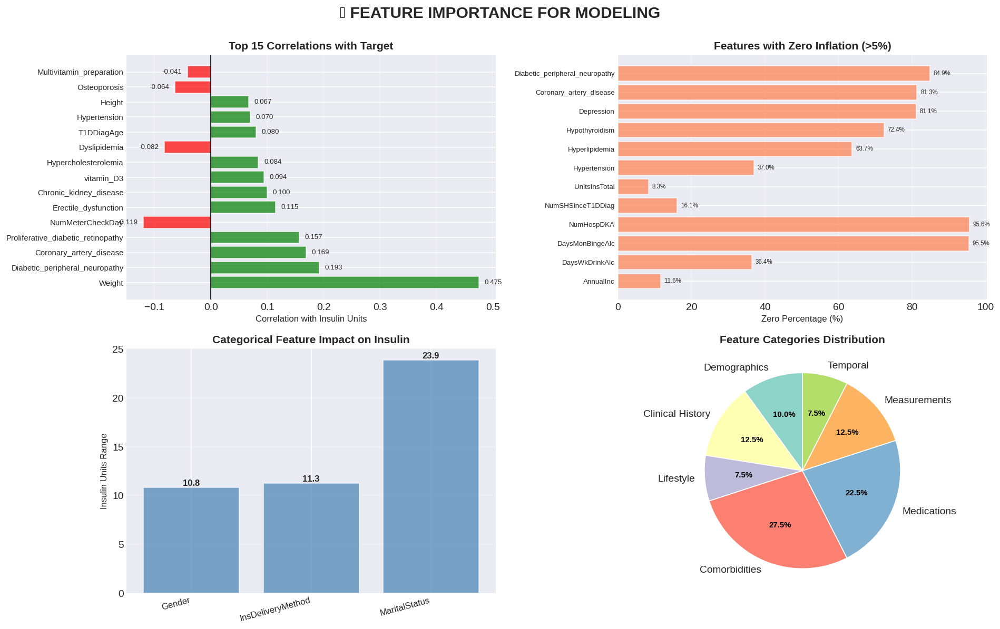 FEATURE IMPORTANCE FOR MODELING
Top 15 Correlations with Target
Multivitamin_preparation -0.041
Osteoporosis -0.064
Height 0.067
Hypertension 0.070
T1DDiagAge 0.080
Dyslipidemia -0.082
Hypercholesterolemia 0.084
vitamin_D3 0.094
Chronic_kidney_disease 0.100
Erectile_dysfunction 0.115
NumMeterCheckDay -0.119
Proliferative_diabetic_retinopathy 0.157
Coronary_artery_disease 0.169
Diabetic_peripheral_neuropathy 0.193
Weight 0.475
−0.1 0.0 0.1 0.2 0.3 0.4 0.5
Correlation with Insulin Units
Features with Zero Inflation (>5%)
Diabetic_peripheral_neuropathy 84.9%
Coronary_artery_disease 81.3%
Depression 81.1%
Hypothyroidism 72.4%
Hyperlipidemia 63.7%
Hypertension 37.0%
UnitsInsTotal 8.3%
NumSHSinceT1DDiag 16.1%
NumHospDKA 95.6%
DaysMonBingeAlc 95.5%
DaysWkDrinkAlc 36.4%
AnnualInc 11.6%
0 20 40 60 80 100
Zero Percentage (%)
Categorical Feature Impact on Insulin
Insulin Units Range
25
20
15
10
5
0
10.8
11.3
23.9
Gender
InsDeliveryMethod
MaritalStatus
Feature Categories Distribution
Demographics
10.0%
Clinical History
12.5%
Lifestyle
7.5%
Comorbidities
27.5%
Medications
22.5%
Measurements
12.5%
Temporal
7.5%